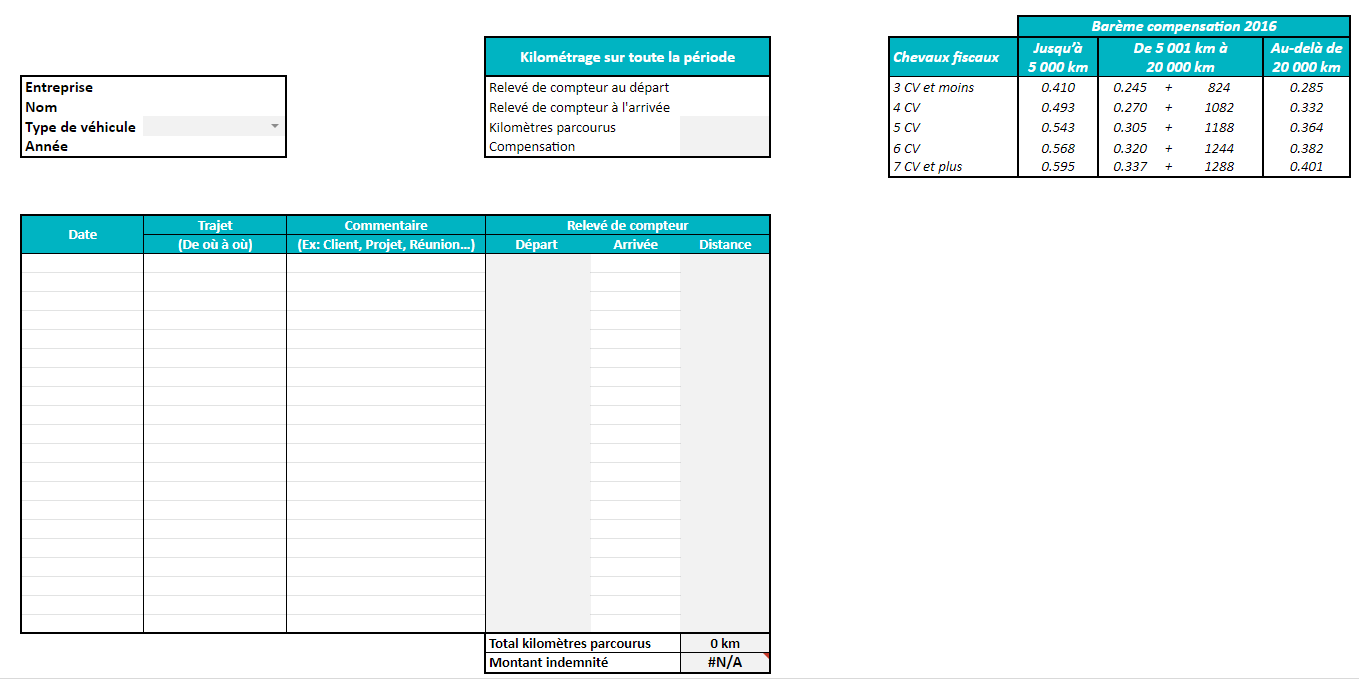 Barème compensation 2016
Kilométrage sur toute la période
Chevaux fiscaux
Jusqu'à
5 000 km
De 5 001 km à
20 000 km
Au-delà de
20 000 km
Entreprise
Nom
Type de véhicule
Année
Relevé de compteur au départ
Relevé de compteur à l'arrivée
Kilomètres parcourus
Compensation
3 CV et moins 0.410 0.245 + 824 0.285
4 CV 0.493 0.270 + 1082 0.332
5 CV 0.543 0.305 + 1188 0.364
6 CV 0.568 0.320 + 1244 0.382
7 CV et plus 0.595 0.337 + 1288 0.401
Date
Trajet
(De où à où)
Commentaire
(Ex: Client, Projet, Réunion...)
Relevé de compteur
Départ Arrivée Distance
Total kilomètres parcourus 0 km
Montant indemnité #N/A